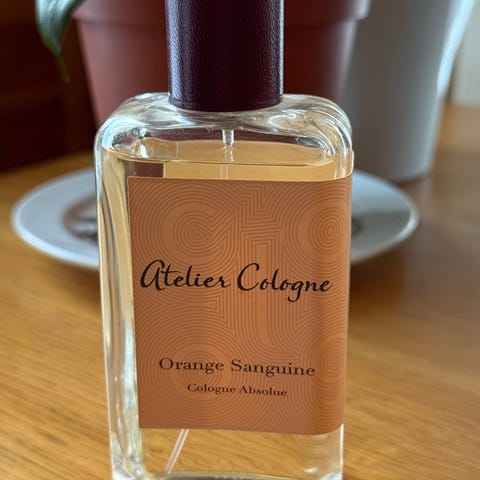 Atelier Cologne
Orange Sanguine
Cologne Absolue